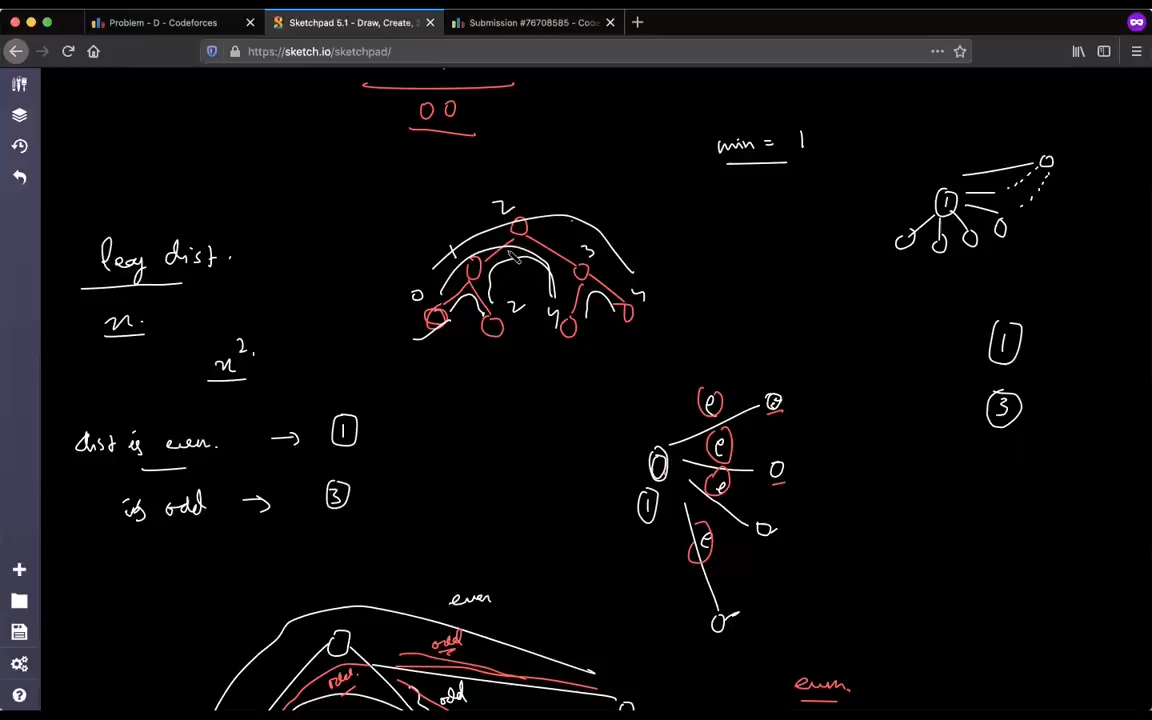 Problem - D - Codeforces
Sketchpad 5.1 - Draw, Create, S
Submission #76708585 - Code
https://sketch.io/sketchpad/
0 0
min = 1
1
2
leaf dist.
1
3
0
2
4
4
n.
n².
1
3
dist is even. → 1
is odd → 3
e
e
e
e
1
even
odd
odd
odd
even.